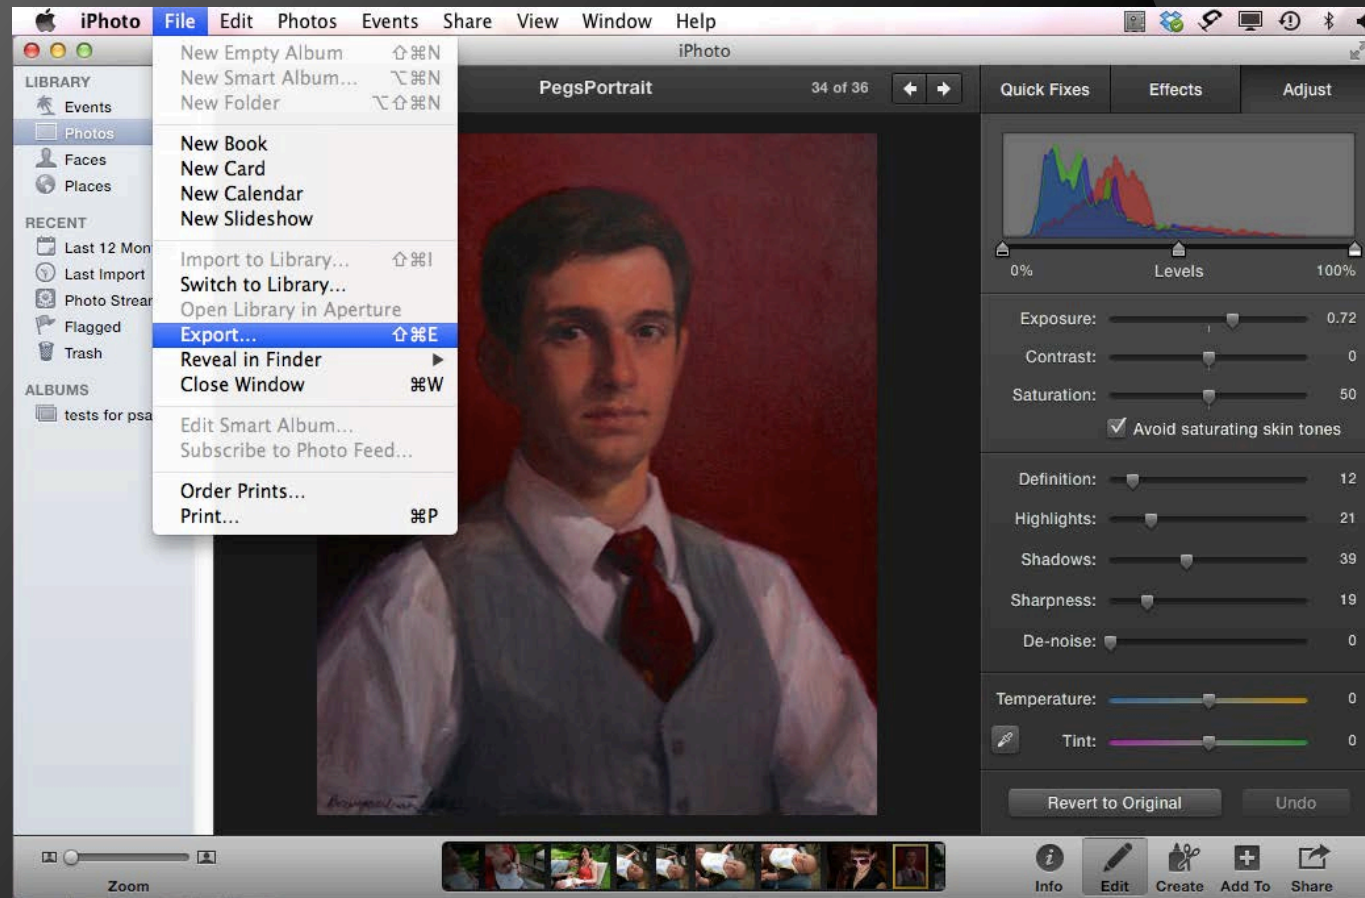 iPhoto File Edit Photos Events Share View Window Help
iPhoto
LIBRARY
Events
Photos
Faces
Places
RECENT
Last 12 Mon
Last Import
Photo Strea
Flagged
Trash
ALBUMS
tests for psa
New Empty Album ⇧⌘N
New Smart Album... ⌥⌘N
New Folder ⌥⇧⌘N
New Book
New Card
New Calendar
New Slideshow
Import to Library... ⇧⌘I
Switch to Library...
Open Library in Aperture
Export... ⇧⌘E
Reveal in Finder ▶
Close Window ⌘W
Edit Smart Album...
Subscribe to Photo Feed...
Order Prints...
Print... ⌘P
PegsPortrait 34 of 36
Quick Fixes Effects Adjust
0% Levels 100%
Exposure: 0.72
Contrast: 0
Saturation: 50
Avoid saturating skin tones
Definition: 12
Highlights: 21
Shadows: 39
Sharpness: 19
De-noise: 0
Temperature: 0
Tint: 0
Revert to Original Undo
Zoom
Info Edit Create Add To Share